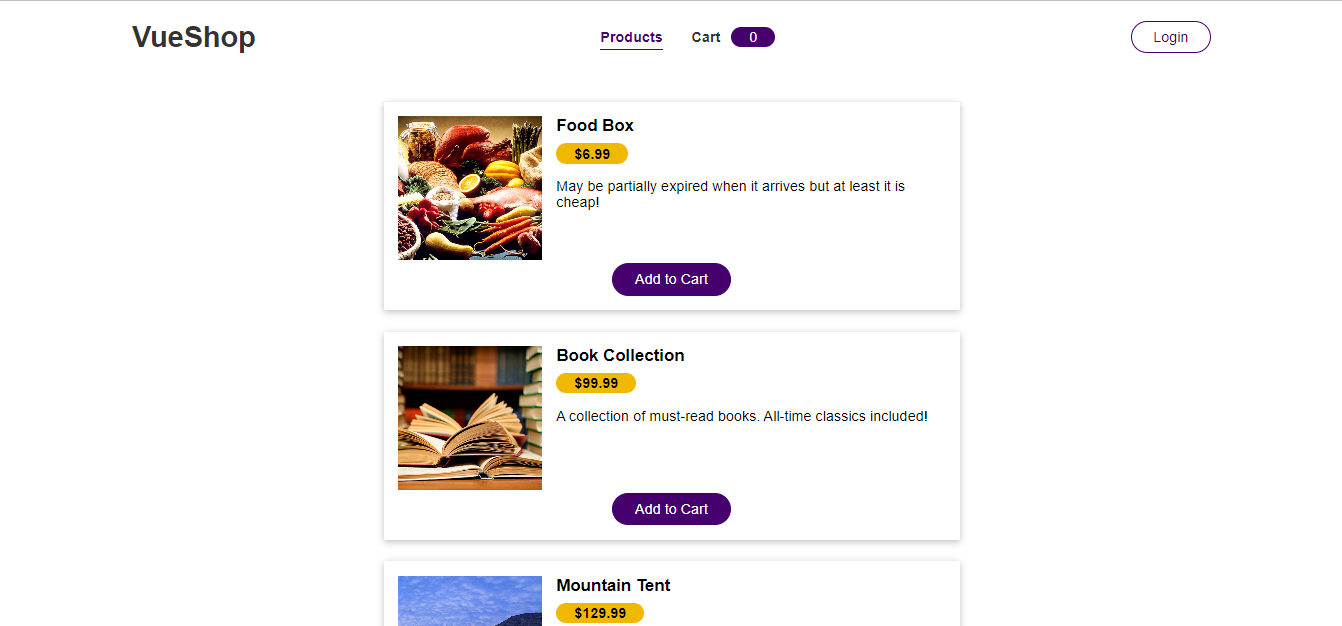 VueShop
Products
Cart 0
Login
Food Box
$6.99
May be partially expired when it arrives but at least it is
cheap!
Add to Cart
Book Collection
$99.99
A collection of must-read books. All-time classics included!
Add to Cart
Mountain Tent
$129.99